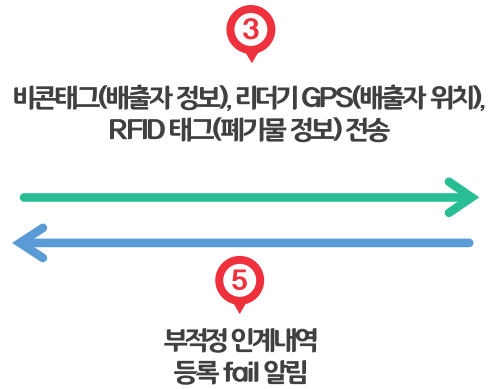 3
비콘태그(배출자 정보), 리더기 GPS(배출자 위치),
RFID 태그(폐기물 정보) 전송
5
부적정 인계내역
등록 fail 알림